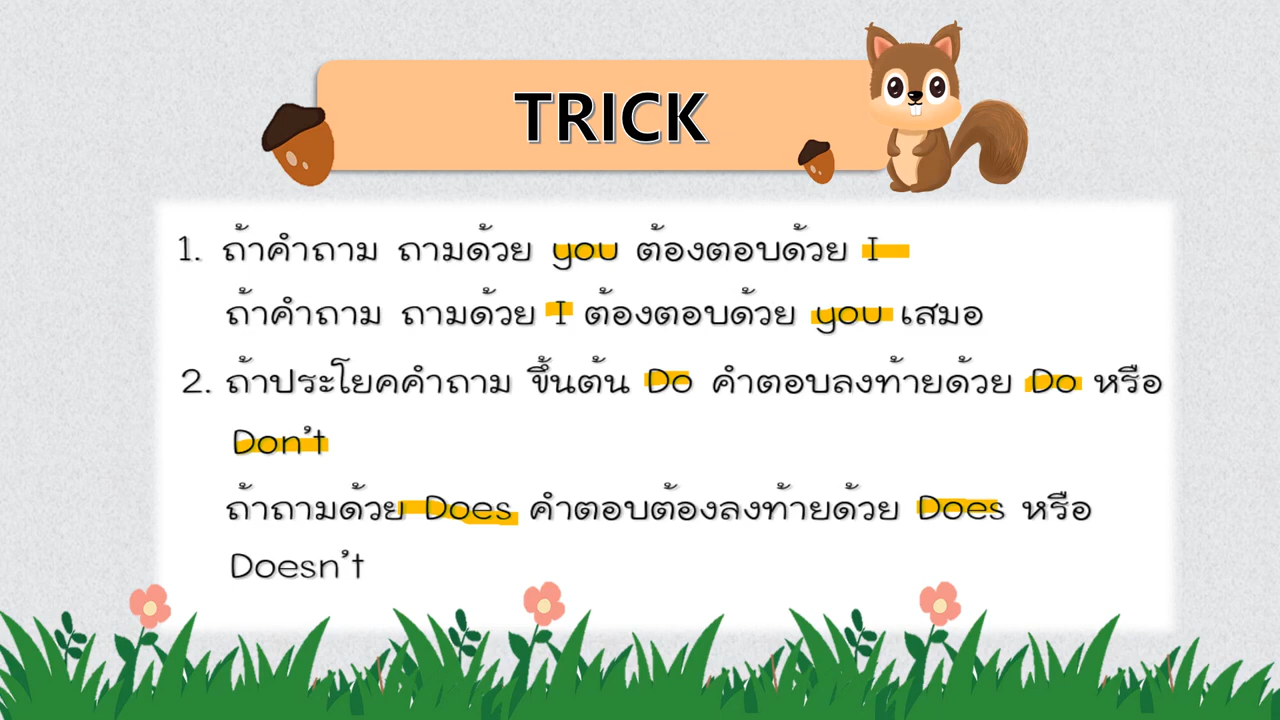 TRICK
1. ถ้าคำถาม ถามด้วย you ต้องตอบด้วย I
ถ้าคำถาม ถามด้วย I ต้องตอบด้วย you เสมอ
2. ถ้าประโยคคำถาม ขึ้นต้น Do คำตอบลงท้ายด้วย Do หรือ
Don't
ถ้าถามด้วย Does คำตอบต้องลงท้ายด้วย Does หรือ
Doesn't